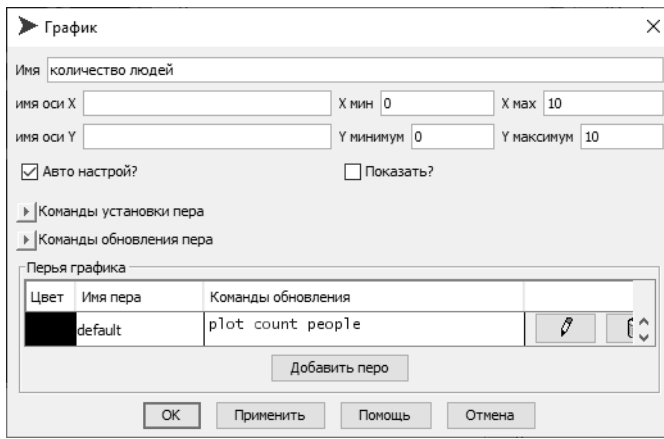 График
Имя количество людей
имя оси X X мин 0 X мах 10
имя оси Y Y минимум 0 Y максимум 10
Авто настрой? Показать?
Команды установки пера
Команды обновления пера
Перья графика
Цвет Имя пера Команды обновления
default plot count people
Добавить перо
OK Применить Помощь Отмена